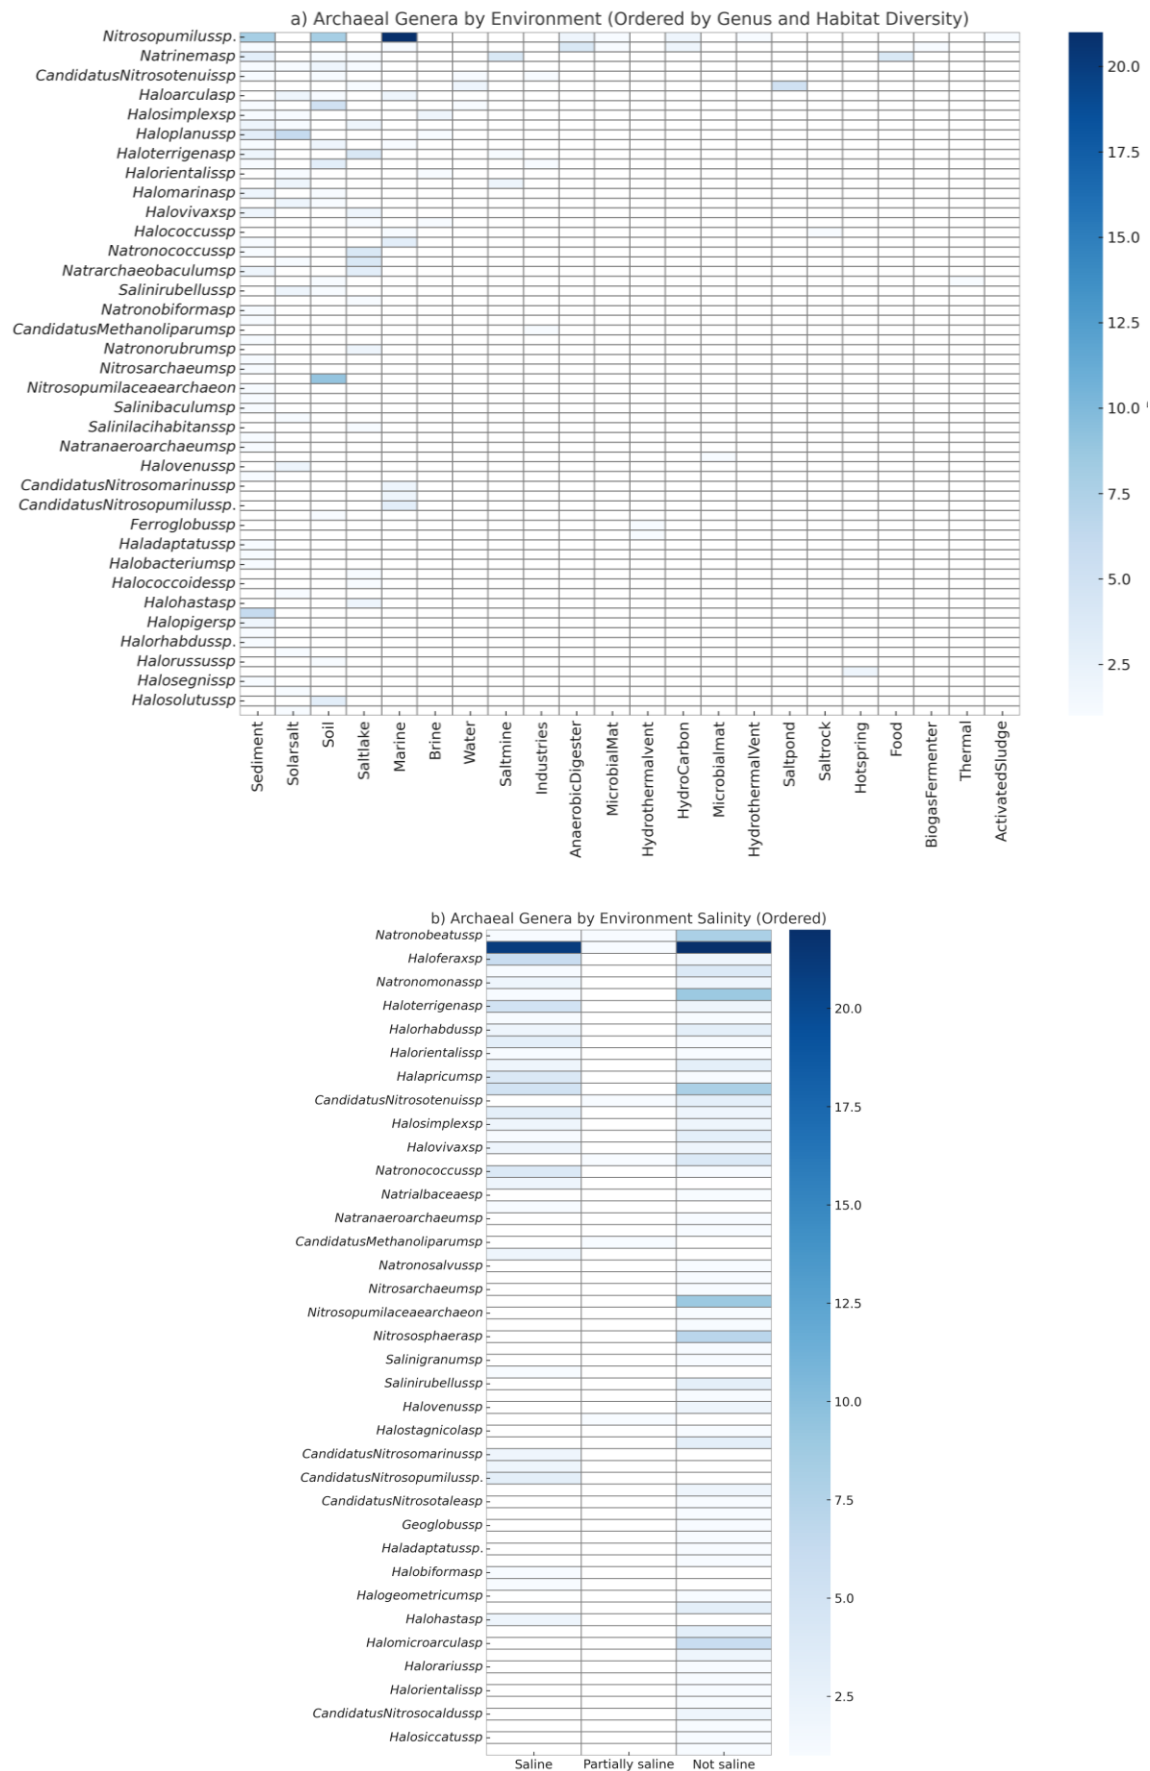 a) Archaeal Genera by Environment (Ordered by Genus and Habitat Diversity)
Nitrosopumilussp.
Natrinemasp
CandidatusNitrosotenuissp
Haloarculasp
Halosimplexsp
Haloplanussp
Haloterrigenasp
Halorientalissp
Halomarinasp
Halovivaxsp
Halococcussp
Natronococcussp
Natrarchaeobaculumsp
Salinirubellussp
Natronobiformasp
CandidatusMethanoliparumsp
Natronorubrumsp
Nitrosarchaeumsp
Nitrosopumilaceaearchaeon
Salinibaculumsp
Salinilacihabitanssp
Natranaeroarchaeumsp
Halovenussp
CandidatusNitrosomarinussp
CandidatusNitrosopumilussp.
Ferroglobussp
Haladaptatussp
Halobacteriumsp
Halococcoidessp
Halohastasp
Halopigersp
Halorhabdussp.
Halorussussp
Halosegnissp
Halosolutussp
Sediment
Solarsalt
Soil
Saltlake
Marine
Brine
Water
Saltmine
Industries
AnaerobicDigester
MicrobialMat
Hydrothermalvent
HydroCarbon
Microbialmat
HydrothermalVent
Saltpond
Saltrock
Hotspring
Food
BiogasFermenter
Thermal
ActivatedSludge
20.0
17.5
15.0
12.5
10.0
7.5
5.0
2.5
b) Archaeal Genera by Environment Salinity (Ordered)
Natronobeatussp
Haloferaxsp
Natronomonassp
Haloterrigenasp
Halorhabdussp
Halorientalissp
Halapricumsp
CandidatusNitrosotenuissp
Halosimplexsp
Halovivaxsp
Natronococcussp
Natrialbaceaesp
Natranaeroarchaeumsp
CandidatusMethanoliparumsp
Natronosalvussp
Nitrosarchaeumsp
Nitrosopumilaceaearchaeon
Nitrososphaerasp
Salinigranumsp
Salinirubellussp
Halovenussp
Halostagnicolasp
CandidatusNitrosomarinussp
CandidatusNitrosopumilussp.
CandidatusNitrosotaleasp
Geoglobussp
Haladaptatussp.
Halobiformasp
Halogeometricumsp
Halohastasp
Halomicroarculasp
Halorariussp
Halorientalissp
CandidatusNitrosocaldussp
Halosiccatussp
Saline
Partially saline
Not saline
20.0
17.5
15.0
12.5
10.0
7.5
5.0
2.5